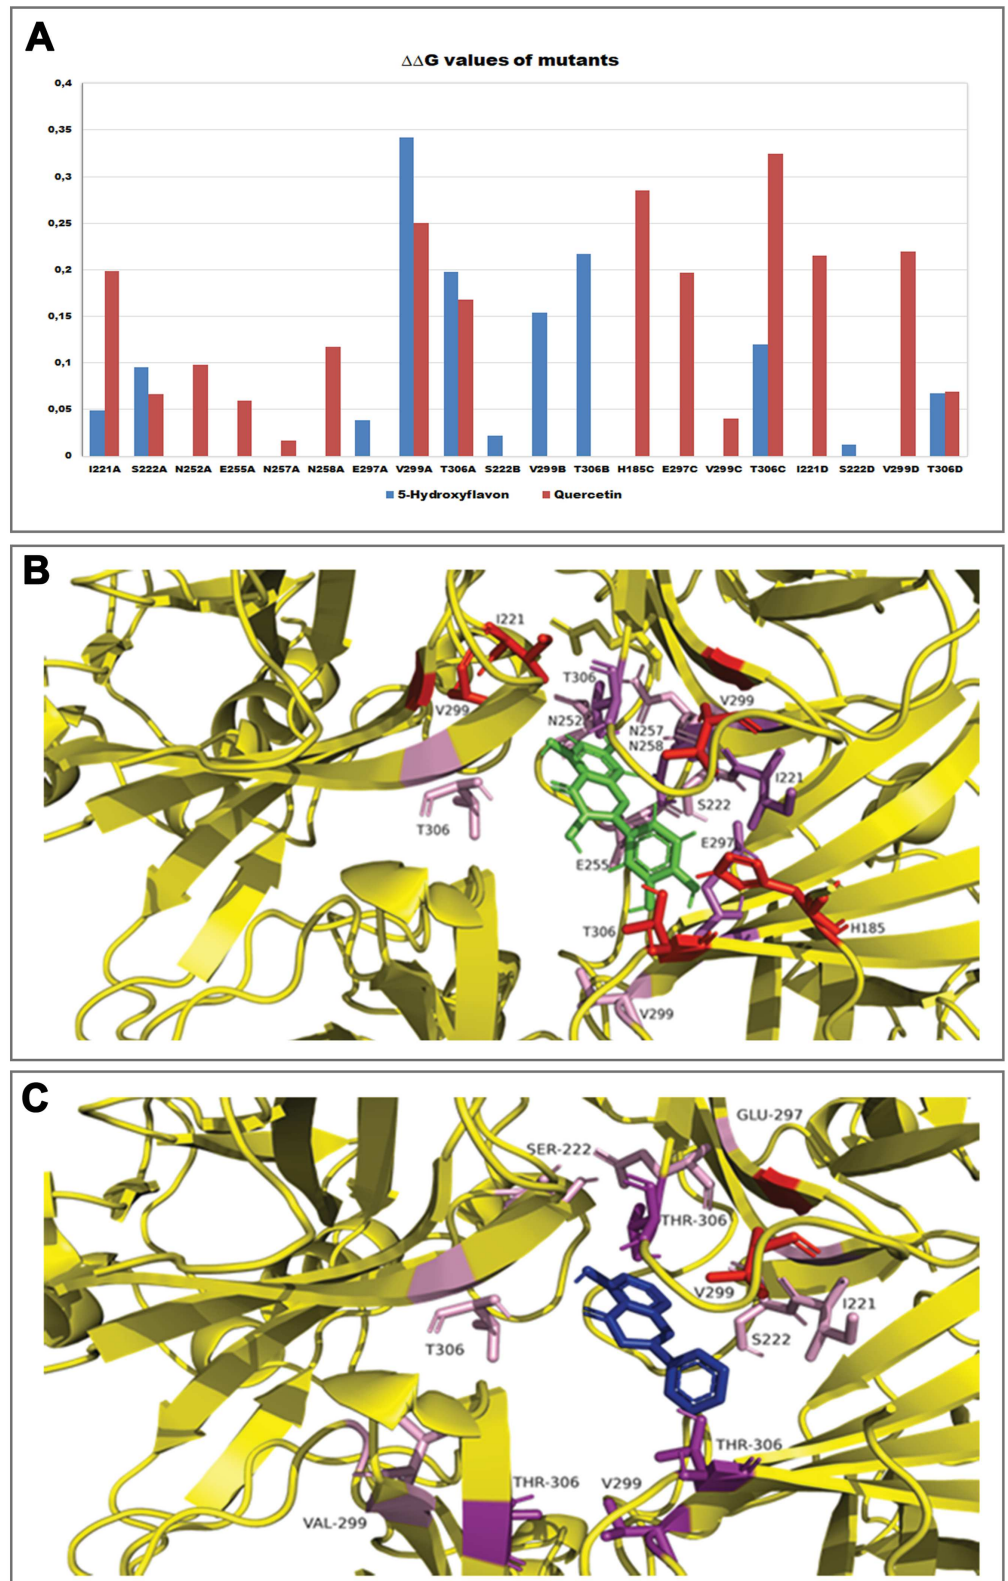 A
ΔΔG values of mutants
0,4
0,35
0,3
0,25
0,2
0,15
0,1
0,05
0
I221A S222A N252A E255A N257A N258A E297A V299A T306A S222B V299B T306B H185C E297C V299C T306C I221D S222D V299D T306D
5-Hydroxyflavon Quercetin
B
I221
T306
V299
V299
N252
N257
N258
I221
S222
T306
E297
E255
T306
H185
V299
C
GLU-297
SER-222
THR-306
V299
I221
S222
T306
THR-306
THR-306
V299
VAL-299